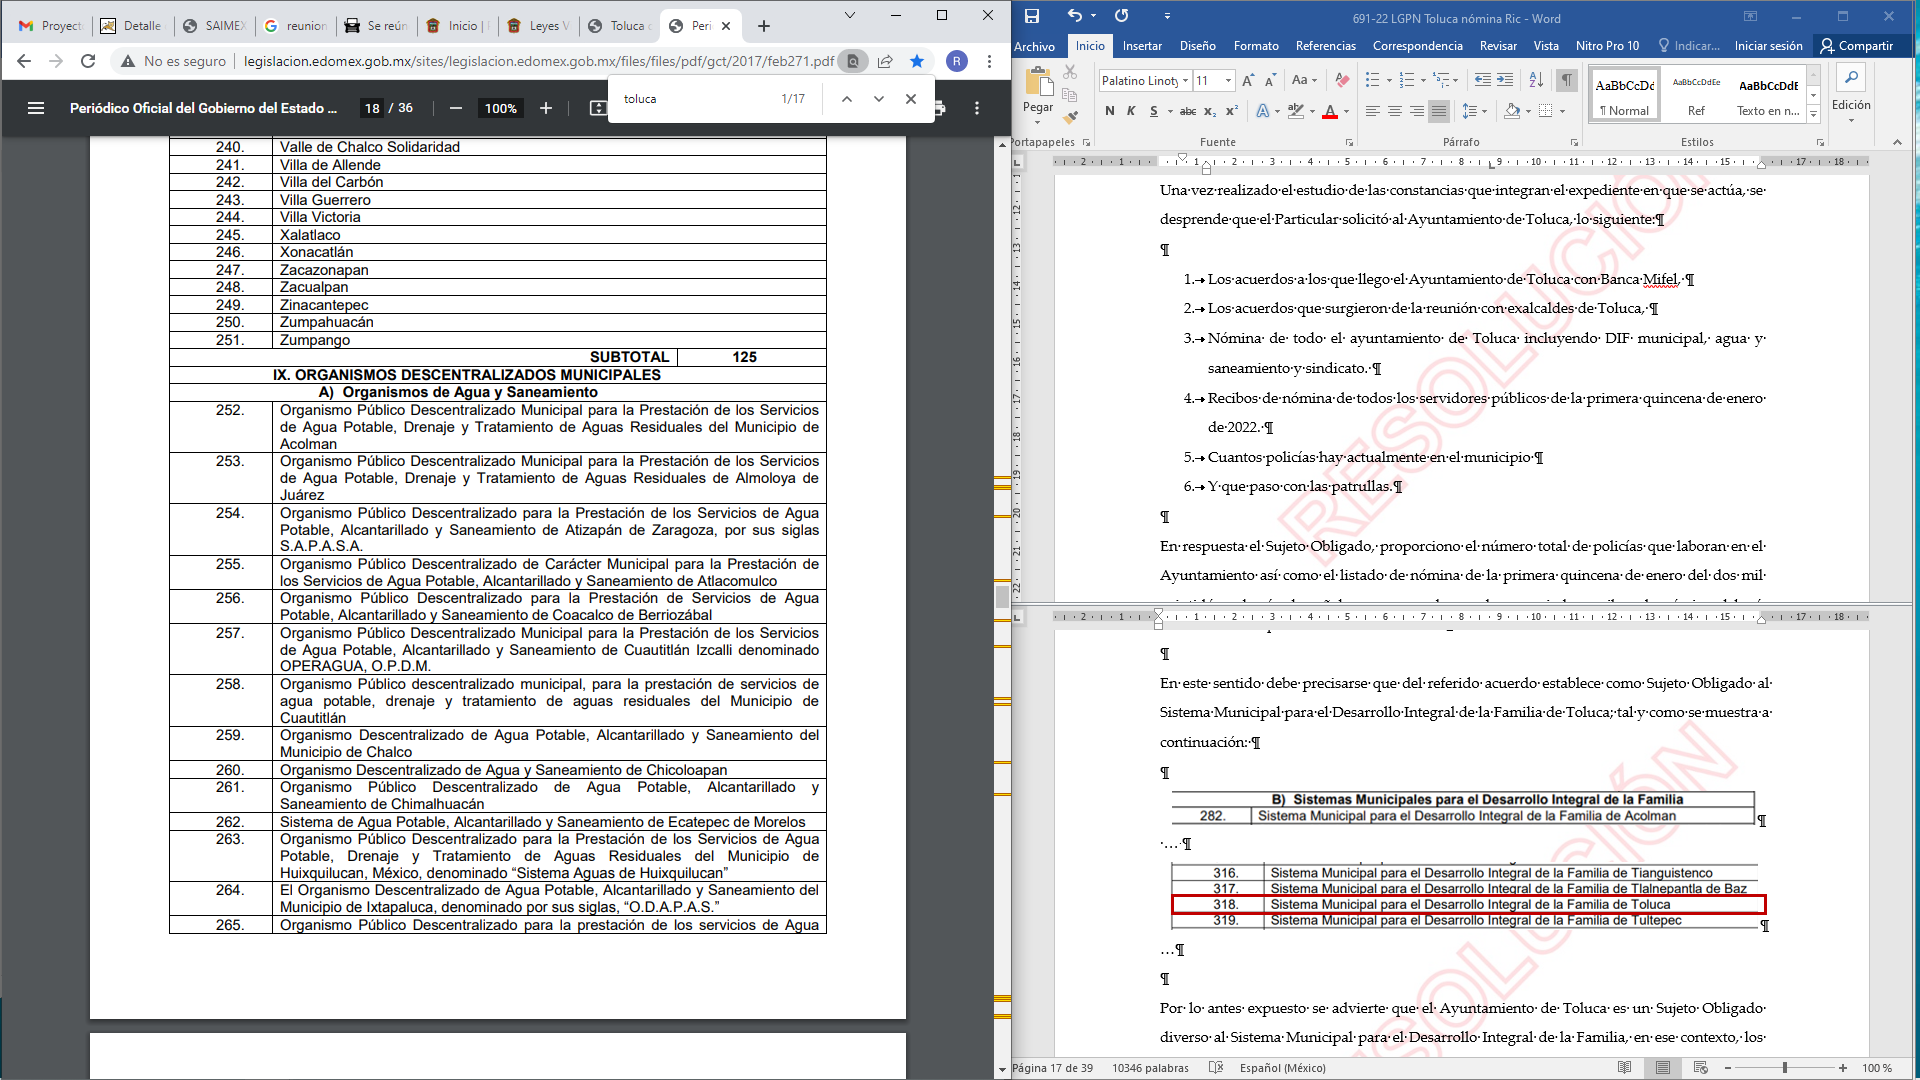 Proyect
Detalle
SAIMEX
reunion
Se reún
Inicio |
Leyes V
Toluca
Peri
No es seguro
legislacion.edomex.gob.mx/sites/legislacion.edomex.gob.mx/files/files/pdf/gct/2017/feb271.pdf
R
toluca
1/17
Periódico Oficial del Gobierno del Estado ...
18 / 36
100%
240. Valle de Chalco Solidaridad
241. Villa de Allende
242. Villa del Carbón
243. Villa Guerrero
244. Villa Victoria
245. Xalatlaco
246. Xonacatlán
247. Zacazonapan
248. Zacualpan
249. Zinacantepec
250. Zumpahuacán
251. Zumpango
SUBTOTAL 125
IX. ORGANISMOS DESCENTRALIZADOS MUNICIPALES
A) Organismos de Agua y Saneamiento
252. Organismo Público Descentralizado Municipal para la Prestación de los Servicios
de Agua Potable, Drenaje y Tratamiento de Aguas Residuales del Municipio de
Acolman
253. Organismo Público Descentralizado Municipal para la Prestación de los Servicios
de Agua Potable, Drenaje y Tratamiento de Aguas Residuales de Almoloya de
Juárez
254. Organismo Público Descentralizado para la Prestación de los Servicios de Agua
Potable, Alcantarillado y Saneamiento de Atizapán de Zaragoza, por sus siglas
S.A.P.A.S.A.
255. Organismo Público Descentralizado de Carácter Municipal para la Prestación de
los Servicios de Agua Potable, Alcantarillado y Saneamiento de Atlacomulco
256. Organismo Público Descentralizado para la Prestación de Servicios de Agua
Potable, Alcantarillado y Saneamiento de Coacalco de Berriozábal
257. Organismo Público Descentralizado Municipal para la Prestación de los Servicios
de Agua Potable, Alcantarillado y Saneamiento de Cuautitlán Izcalli denominado
OPERAGUA, O.P.D.M.
258. Organismo Público descentralizado municipal, para la prestación de servicios de
agua potable, drenaje y tratamiento de aguas residuales del Municipio de
Cuautitlán
259. Organismo Descentralizado de Agua Potable, Alcantarillado y Saneamiento del
Municipio de Chalco
260. Organismo Descentralizado de Agua y Saneamiento de Chicoloapan
261. Organismo Público Descentralizado de Agua Potable, Alcantarillado y
Saneamiento de Chimalhuacán
262. Sistema de Agua Potable, Alcantarillado y Saneamiento de Ecatepec de Morelos
263. Organismo Público Descentralizado para la Prestación de los Servicios de Agua
Potable, Drenaje y Tratamiento de Aguas Residuales del Municipio de
Huixquilucan, México, denominado “Sistema Aguas de Huixquilucan”
264. El Organismo Descentralizado de Agua Potable, Alcantarillado y Saneamiento del
Municipio de Ixtapaluca, denominado por sus siglas, “O.D.A.P.A.S.”
265. Organismo Público Descentralizado para la prestación de los servicios de Agua
691-22 LGPN Toluca nómina Ric - Word
Archivo Inicio Insertar Diseño Formato Referencias Correspondencia Revisar Vista Nitro Pro 10 Indicar... Iniciar sesión Compartir
Pegar
Portapapeles
Palatino Linoty 11
N K S abc x₂ x²
Fuente
Párrafo
AaBbCcDd AaBbCcDdEe AaBbCcDdE
¶ Normal Ref Texto en n...
Estilos
Edición
Una vez realizado el estudio de las constancias que integran el expediente en que se actúa, se
desprende que el Particular solicitó al Ayuntamiento de Toluca, lo siguiente:¶
¶
1. Los acuerdos a los que llego el Ayuntamiento de Toluca con Banca Mifel, ¶
2. Los acuerdos que surgieron de la reunión con exalcaldes de Toluca, ¶
3. Nómina de todo el ayuntamiento de Toluca incluyendo DIF municipal, agua y
saneamiento y sindicato. ¶
4. Recibos de nómina de todos los servidores públicos de la primera quincena de enero
de 2022. ¶
5. Cuantos policías hay actualmente en el municipio ¶
6. Y que paso con las patrullas.¶
¶
En respuesta el Sujeto Obligado, proporciono el número total de policías que laboran en el
Ayuntamiento así como el listado de nómina de la primera quincena de enero del dos mil
RESOLUCIÓN
¶
En este sentido debe precisarse que del referido acuerdo establece como Sujeto Obligado al
Sistema Municipal para el Desarrollo Integral de la Familia de Toluca; tal y como se muestra a
continuación: ¶
¶
B) Sistemas Municipales para el Desarrollo Integral de la Familia
282. Sistema Municipal para el Desarrollo Integral de la Familia de Acolman ¶
... ¶
316. Sistema Municipal para el Desarrollo Integral de la Familia de Tianguistenco
317. Sistema Municipal para el Desarrollo Integral de la Familia de Tlalnepantla de Baz
318. Sistema Municipal para el Desarrollo Integral de la Familia de Toluca
319. Sistema Municipal para el Desarrollo Integral de la Familia de Tultepec ¶
...¶
¶
Por lo antes expuesto se advierte que el Ayuntamiento de Toluca es un Sujeto Obligado
diverso al Sistema Municipal para el Desarrollo Integral de la Familia, en ese contexto, los
Página 17 de 39 10346 palabras Español (México) 100 %